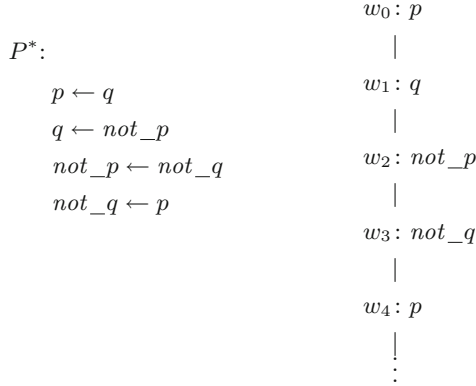 P*:
p ← q
q ← not_p
not_p ← not_q
not_q ← p
w₀: p
|
w₁: q
|
w₂: not_p
|
w₃: not_q
|
w₄: p
|
⋮